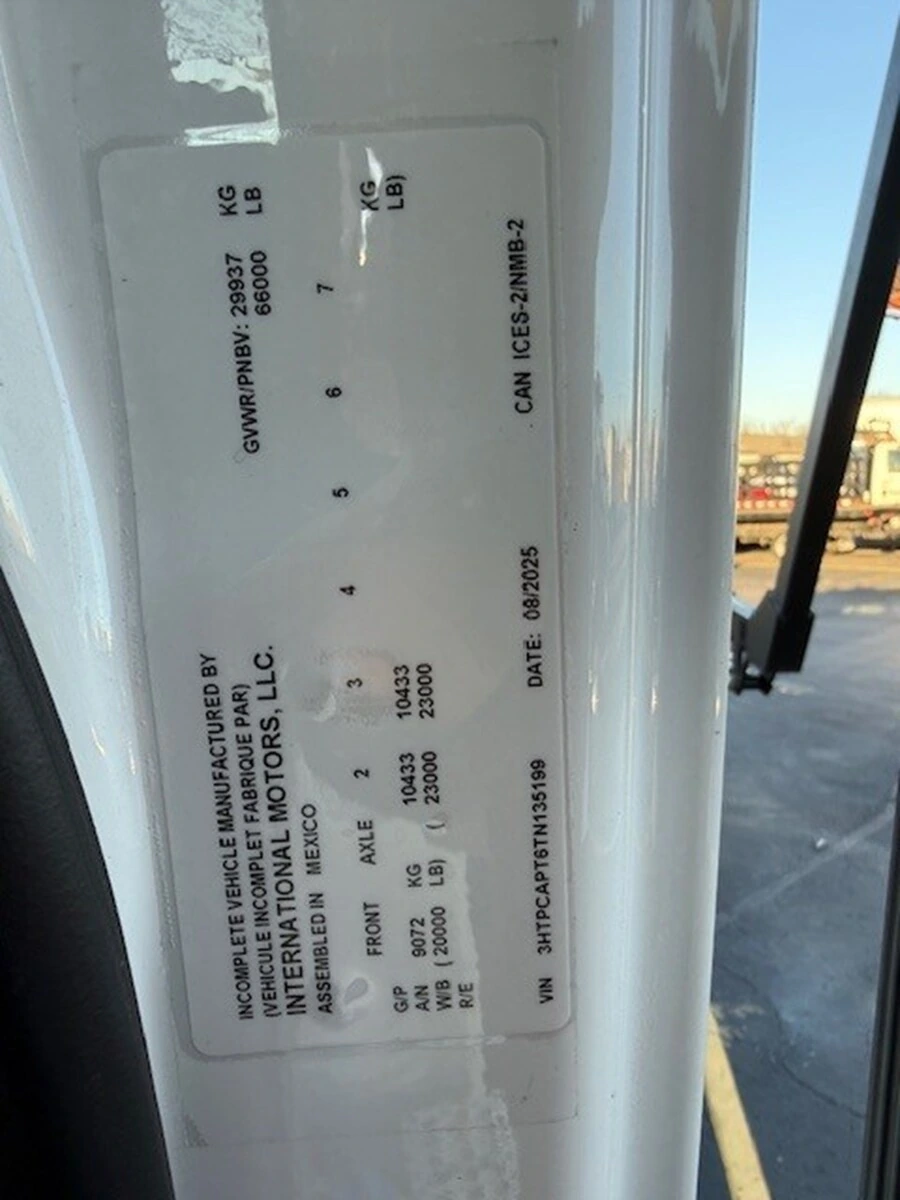 INCOMPLETE VEHICLE MANUFACTURED BY
(VEHICULE INCOMPLET FABRIQUE PAR)
INTERNATIONAL MOTORS, LLC.
ASSEMBLED IN MEXICO
GVWR/PNBV: 29937 KG
66000 LB
FRONT AXLE 2 3 4 5 6 7
G/P
A/N 9072 KG 10433 10433 KG
W/B ( 20000 LB) ( 23000 23000 LB)
R/E
VIN 3HTPCAPT6TN135199 DATE: 08/2025 CAN ICES-2/NMB-2